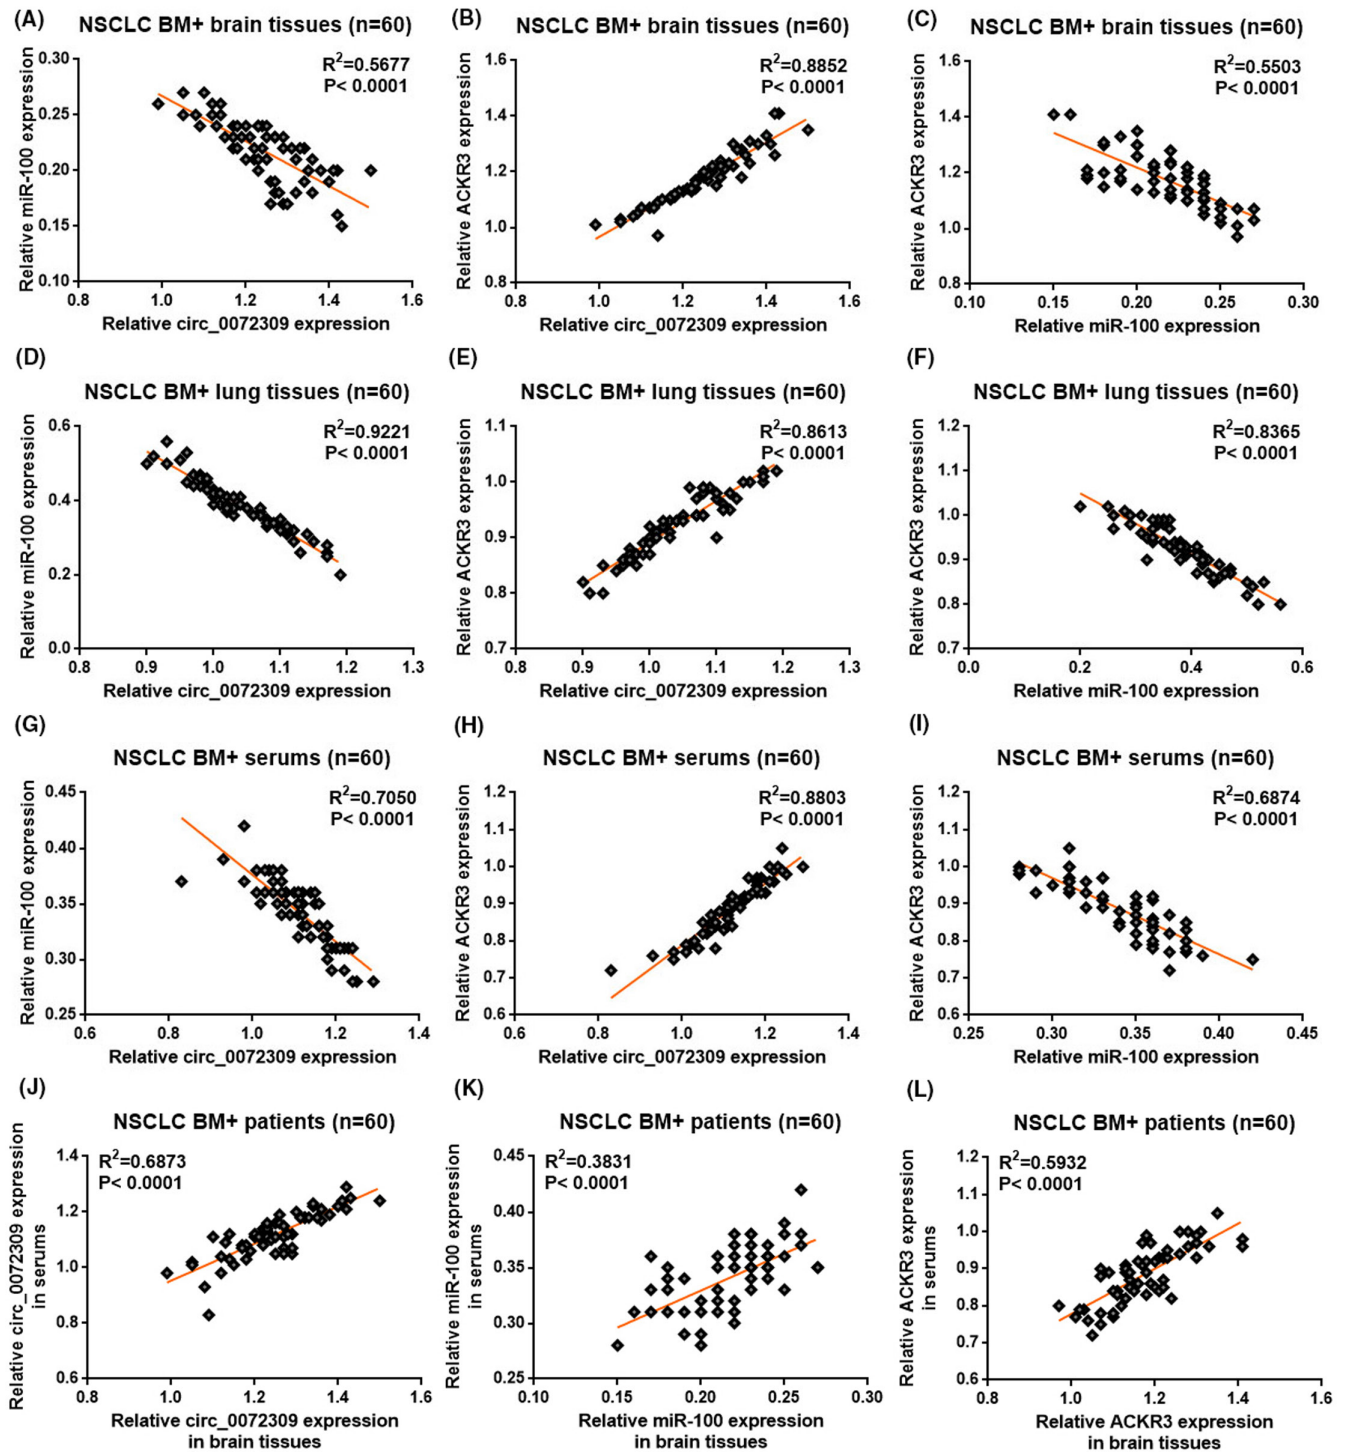 (A)
NSCLC BM+ brain tissues (n=60)
R²=0.5677
P< 0.0001
Relative miR-100 expression
0.30
0.25
0.20
0.15
0.10
0.8 1.0 1.2 1.4 1.6
Relative circ_0072309 expression
(B)
NSCLC BM+ brain tissues (n=60)
R²=0.8852
P< 0.0001
Relative ACKR3 expression
1.6
1.4
1.2
1.0
0.8
0.8 1.0 1.2 1.4 1.6
Relative circ_0072309 expression
(C)
NSCLC BM+ brain tissues (n=60)
R²=0.5503
P< 0.0001
Relative ACKR3 expression
1.6
1.4
1.2
1.0
0.8
0.10 0.15 0.20 0.25 0.30
Relative miR-100 expression
(D)
NSCLC BM+ lung tissues (n=60)
R²=0.9221
P< 0.0001
Relative miR-100 expression
0.6
0.4
0.2
0.0
0.8 0.9 1.0 1.1 1.2 1.3
Relative circ_0072309 expression
(E)
NSCLC BM+ lung tissues (n=60)
R²=0.8613
P< 0.0001
Relative ACKR3 expression
1.1
1.0
0.9
0.8
0.7
0.8 0.9 1.0 1.1 1.2 1.3
Relative circ_0072309 expression
(F)
NSCLC BM+ lung tissues (n=60)
R²=0.8365
P< 0.0001
Relative ACKR3 expression
1.2
1.1
1.0
0.9
0.8
0.7
0.0 0.2 0.4 0.6
Relative miR-100 expression
(G)
NSCLC BM+ serums (n=60)
R²=0.7050
P< 0.0001
Relative miR-100 expression
0.45
0.40
0.35
0.30
0.25
0.6 0.8 1.0 1.2 1.4
Relative circ_0072309 expression
(H)
NSCLC BM+ serums (n=60)
R²=0.8803
P< 0.0001
Relative ACKR3 expression
1.2
1.1
1.0
0.9
0.8
0.7
0.6
0.6 0.8 1.0 1.2 1.4
Relative circ_0072309 expression
(I)
NSCLC BM+ serums (n=60)
R²=0.6874
P< 0.0001
Relative ACKR3 expression
1.2
1.1
1.0
0.9
0.8
0.7
0.6
0.25 0.30 0.35 0.40 0.45
Relative miR-100 expression
(J)
NSCLC BM+ patients (n=60)
R²=0.6873
P< 0.0001
Relative circ_0072309 expression
in serums
1.4
1.2
1.0
0.8
0.6
0.8 1.0 1.2 1.4 1.6
Relative circ_0072309 expression
in brain tissues
(K)
NSCLC BM+ patients (n=60)
R²=0.3831
P< 0.0001
Relative miR-100 expression
in serums
0.45
0.40
0.35
0.30
0.25
0.10 0.15 0.20 0.25 0.30
Relative miR-100 expression
in brain tissues
(L)
NSCLC BM+ patients (n=60)
R²=0.5932
P< 0.0001
Relative ACKR3 expression
in serums
1.2
1.1
1.0
0.9
0.8
0.7
0.6
0.8 1.0 1.2 1.4 1.6
Relative ACKR3 expression
in brain tissues